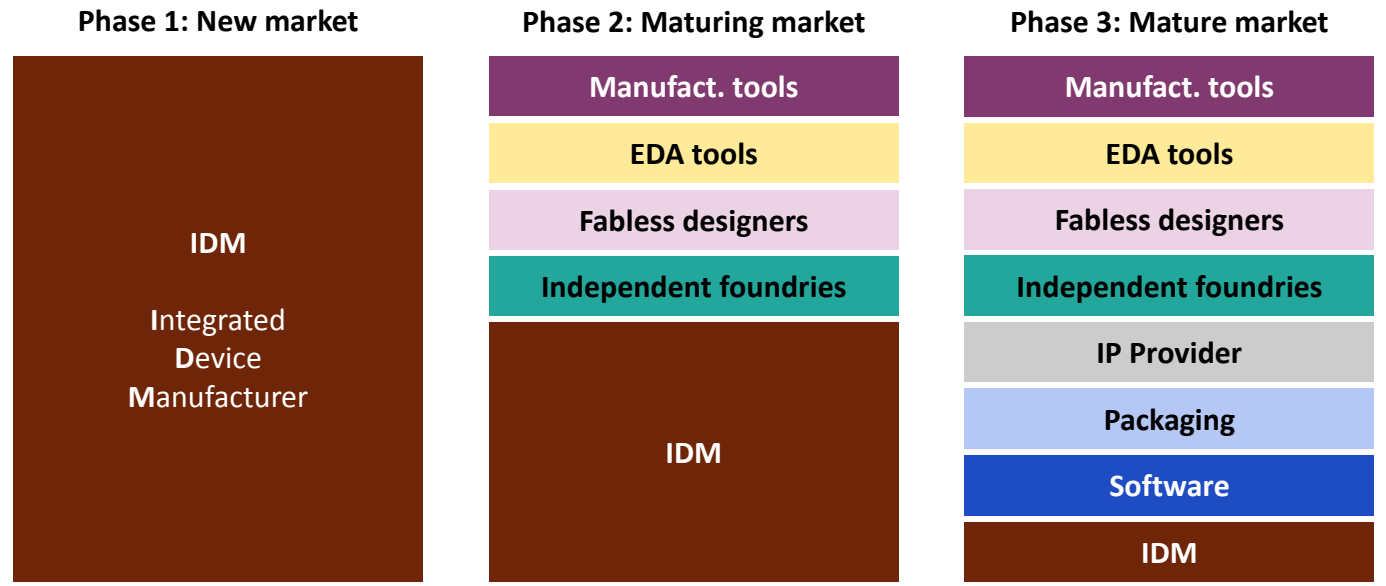 Phase 1: New market
IDM
Integrated
Device
Manufacturer
Phase 2: Maturing market
Manufact. tools
EDA tools
Fabless designers
Independent foundries
IDM
Phase 3: Mature market
Manufact. tools
EDA tools
Fabless designers
Independent foundries
IP Provider
Packaging
Software
IDM